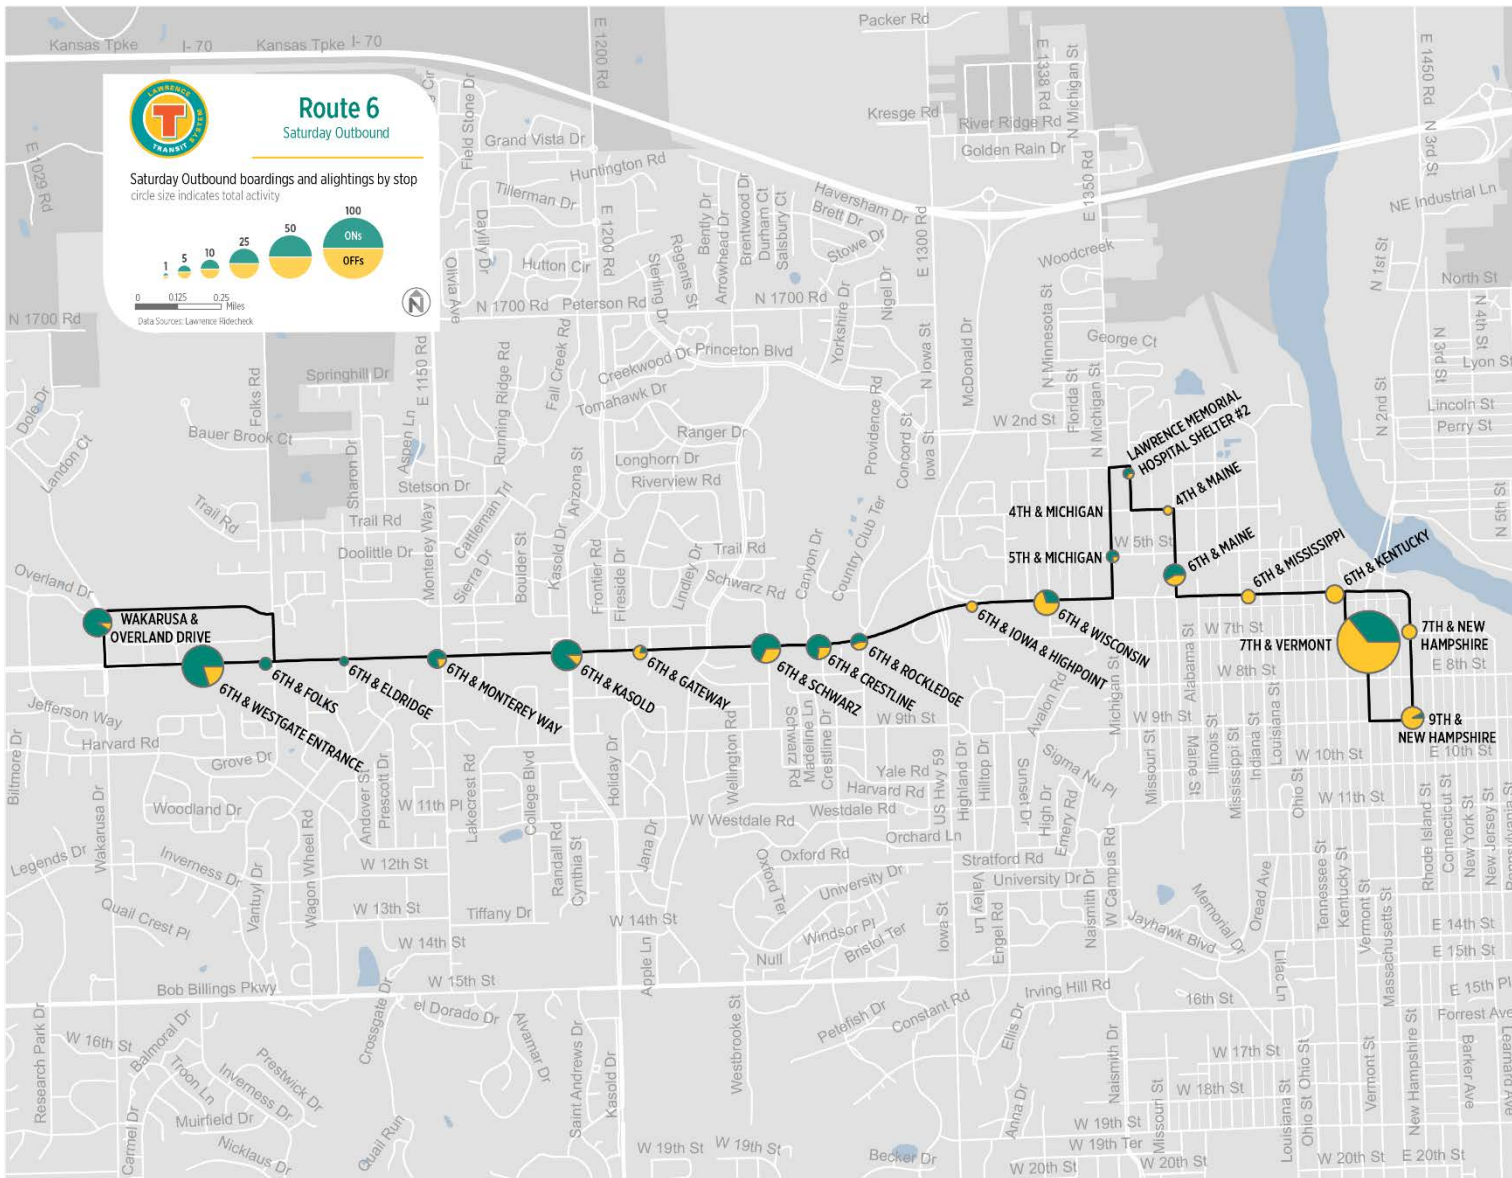 LAWRENCE
T
TRANSIT SYSTEM
Route 6
Saturday Outbound
Saturday Outbound boardings and alightings by stop
circle size indicates total activity
1
5
10
25
50
100
ONs
OFFs
0
0.125
0.25
Miles
N
Data Sources: Lawrence Ridecheck
Kansas Tpke
I- 70
Kansas Tpke
I- 70
E 1200 Rd
Packer Rd
E 1338 Rd
N Michigan St
E 1450 Rd
N 3rd St
Kresge Rd
River Ridge Rd
Golden Rain Dr
E 1029 Rd
Cir
Field Stone Dr
Grand Vista Dr
Huntington Rd
Tillerman Dr
Daylily Dr
E 1200 Rd
Hutton Cir
Olivia Ave
N 1700 Rd
Peterson Rd
Sterling Dr
Regents St
Bently Dr
Arrowhead Dr
Brentwood Dr
Durham Ct
Salsbury Ct
Haversham Dr
Brett Dr
Stowe Dr
E 1300 Rd
N 1700 Rd
Yorkshire Dr
Nigel Dr
E 1350 Rd
Woodcreek
NE Industrial Ln
N 1st St
North St
N 4th St
N 3rd St
Lyon St
Lincoln St
Perry St
N 2nd St
N 5th St
N 1700 Rd
Dole Dr
Landon Ct
Folks Rd
Springhill Dr
E 1150 Rd
Bauer Brook Ct
Sharon Dr
Aspen Ln
Running Ridge Rd
Fall Creek Rd
Creekwood Dr
Princeton Blvd
Tomahawk Dr
Ranger Dr
Longhorn Dr
Riverview Rd
Providence Rd
Concord St
Iowa St
N Iowa St
McDonald Dr
N Minnesota St
George Ct
W 2nd St
Florida St
N Michigan St
Stetson Dr
Trail Rd
Trail Rd
Doolittle Dr
Monterey Way
Cattleman Trl
Sierra Dr
Boulder St
Kasold Dr
Arizona St
Frontier Rd
Fireside Dr
Lindley Dr
Trail Rd
Schwarz Rd
Canyon Dr
Country Club Ter
Overland Dr
LAWRENCE MEMORIAL
HOSPITAL SHELTER #2
4TH & MAINE
4TH & MICHIGAN
W 5th St
5TH & MICHIGAN
6TH & MAINE
6TH & MISSISSIPPI
6TH & KENTUCKY
WAKARUSA &
OVERLAND DRIVE
6TH & WESTGATE ENTRANCE
6TH & FOLKS
6TH & ELDRIDGE
6TH & MONTEREY WAY
6TH & KASOLD
6TH & GATEWAY
6TH & SCHWARZ
6TH & CRESTLINE
6TH & ROCKLEDGE
6TH & IOWA & HIGHPOINT
6TH & WISCONSIN
7TH & VERMONT
7TH & NEW
HAMPSHIRE
9TH &
NEW HAMPSHIRE
W 7th St
W 8th St
E 8th St
Jefferson Way
Harvard Rd
Biltmore Dr
Grove Dr
Woodland Dr
Wakarusa Dr
Legends Dr
Inverness Dr
Vantuyl Dr
Wagon Wheel Rd
Andover St
Prescott Dr
W 11th Pl
Lakecrest Rd
College Blvd
Holiday Dr
Wellington Rd
Schwarz Rd
Madeline Ln
Crestline Dr
W 9th St
Yale Rd
Harvard Rd
Westdale Rd
W Westdale Rd
Orchard Ln
US Hwy 59
Highland Dr
Hilltop Dr
Sunset Dr
High Dr
Emery Rd
Avalon Rd
Sigma Nu Pl
Michigan St
W 9th St
Missouri St
Alabama St
Maine St
Illinois St
Mississippi St
Indiana St
Louisiana St
W 10th St
E 10th St
Ohio St
W 11th St
Rhode Island St
Connecticut St
New York St
New Jersey St
Pennsylvania St
W 12th St
Randall Rd
Cynthia St
Jana Dr
Oxford Rd
Oxford Ter
University Dr
Stratford Rd
University Dr
Valley Ln
Quail Crest Pl
W 13th St
Tiffany Dr
W 14th St
W 14th St
Apple Ln
Windsor Pl
Bristol Ter
Null
Iowa St
Engel Rd
Naismith Dr
W Campus Rd
Jayhawk Blvd
Memorial Dr
Oread Ave
Tennessee St
Kentucky St
Vermont St
Massachusetts St
E 14th St
E 15th St
Bob Billings Pkwy
W 15th St
Lilac Ln
E 15th Pl
Irving Hill Rd
16th St
Forrest Ave
el Dorado Dr
Crossgate Dr
Alvamar Dr
Saint Andrews Dr
Kasold Dr
Westbrooke St
Petefish Dr
Constant Rd
Ellis Dr
Research Park Dr
W 16th St
Balmoral Dr
Troon Ln
Prestwick Dr
Inverness Dr
Muirfield Dr
Carmel Dr
Nicklaus Dr
Quail Run
Anna Dr
Naismith Dr
Missouri St
W 17th St
W 18th St
W 19th St
W 19th St
W 19th St
W 19th Ter
Becker Dr
W 20th St
W 20th St
Louisiana St
Ohio St
Ohio St
Vermont St
New Hampshire St
Barker Ave
Learnard Ave
W 20th St
E 20th St